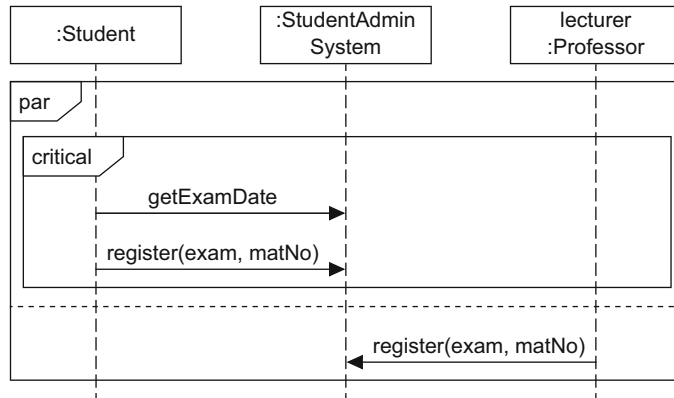 :Student
:StudentAdmin
System
lecturer
:Professor
par
critical
getExamDate
register(exam, matNo)
register(exam, matNo)